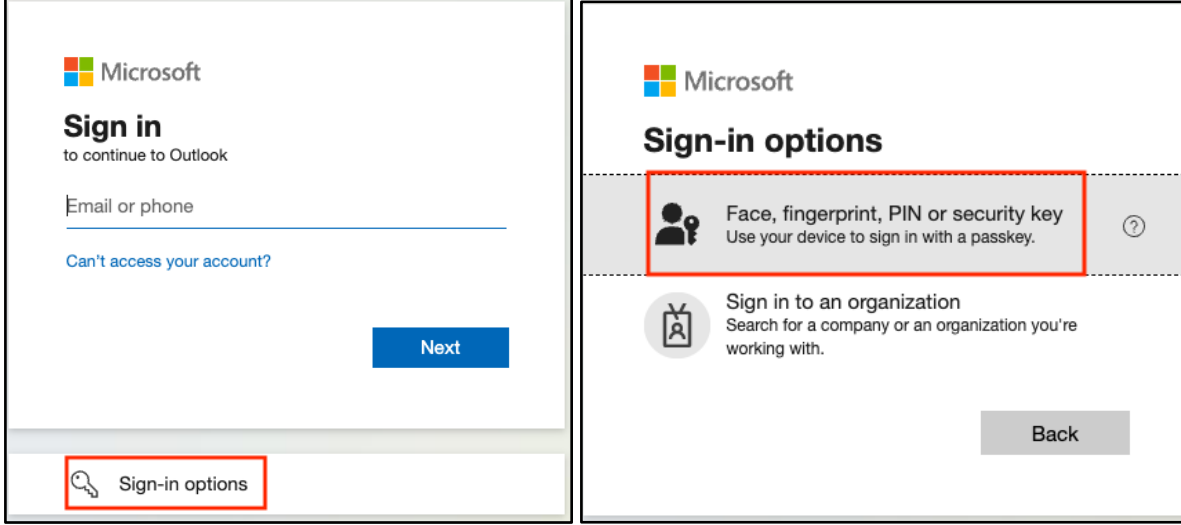 Microsoft
Sign in
to continue to Outlook
Email or phone
Can't access your account?
Next
Sign-in options
Microsoft
Sign-in options
Face, fingerprint, PIN or security key
Use your device to sign in with a passkey.
?
Sign in to an organization
Search for a company or an organization you're
working with.
Back